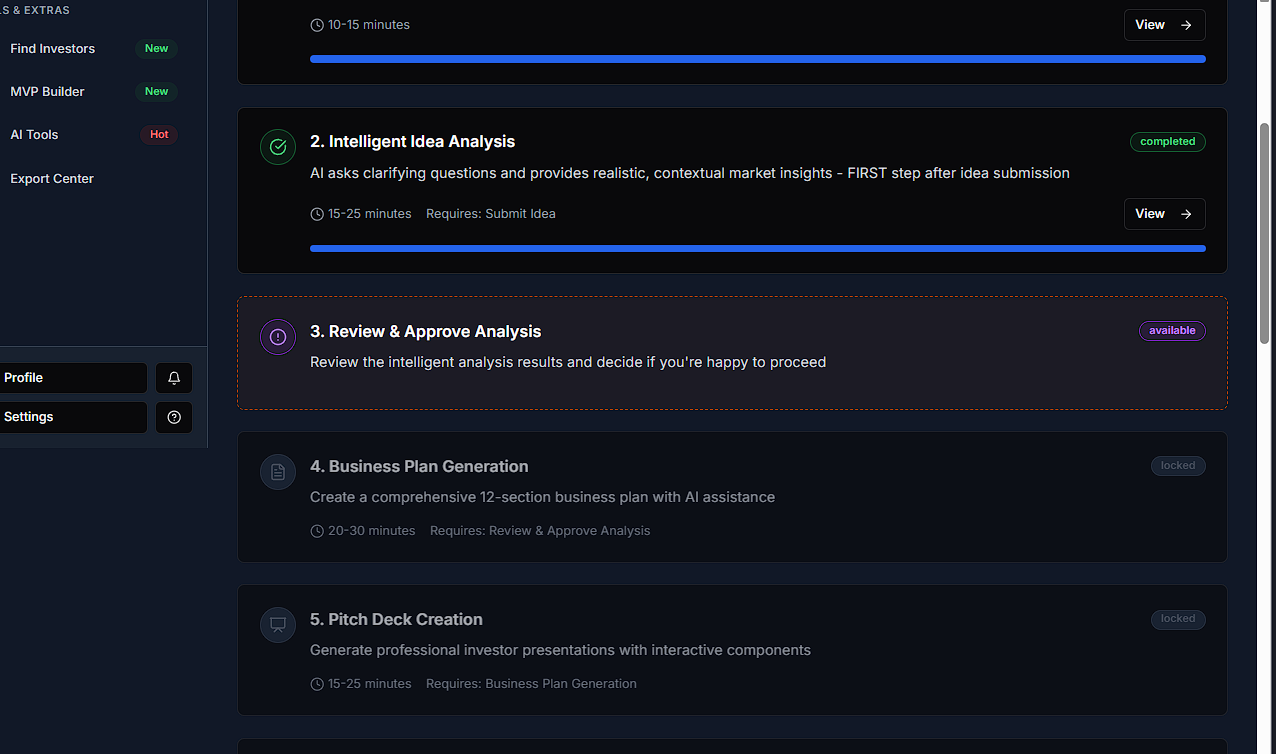 & EXTRAS
Find Investors New
MVP Builder New
AI Tools Hot
Export Center
Profile
Settings
10-15 minutes View
2. Intelligent Idea Analysis completed
AI asks clarifying questions and provides realistic, contextual market insights - FIRST step after idea submission
15-25 minutes Requires: Submit Idea View
3. Review & Approve Analysis available
Review the intelligent analysis results and decide if you're happy to proceed
4. Business Plan Generation locked
Create a comprehensive 12-section business plan with AI assistance
20-30 minutes Requires: Review & Approve Analysis
5. Pitch Deck Creation locked
Generate professional investor presentations with interactive components
15-25 minutes Requires: Business Plan Generation